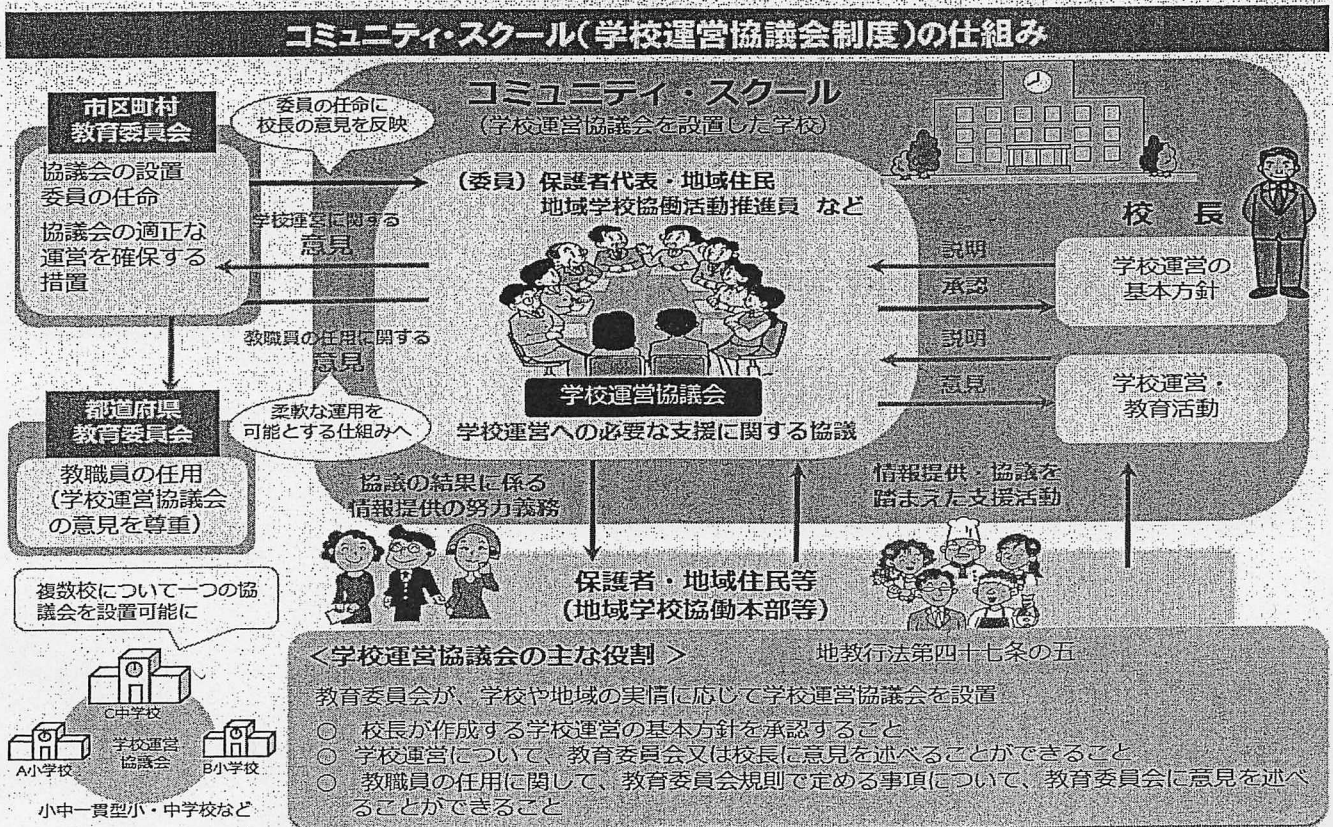 コミュニティ・スクール(学校運営協議会制度)の仕組み
市区町村
教育委員会
協議会の設置
委員の任命
協議会の適正な
運営を確保する
措置
委員の任命に
校長の意見を反映
コミュニティ・スクール
(学校運営協議会を設置した学校)
(委員)保護者代表・地域住民
地域学校協働活動推進員 など
学校運営に関する
意見
教職員の任用に関する
意見
学校運営協議会
学校運営への必要な支援に関する協議
校 長
説明
承認
学校運営の
基本方針
説明
意見
学校運営・
教育活動
都道府県
教育委員会
教職員の任用
(学校運営協議会
の意見を尊重)
柔軟な運用を
可能とする仕組みへ
協議の結果に係る
情報提供の努力義務
情報提供・協議を
踏まえた支援活動
保護者・地域住民等
(地域学校協働本部等)
複数校について一つの協
議会を設置可能に
C中学校
A小学校
学校運営
協議会
B小学校
小中一貫型小・中学校など
<学校運営協議会の主な役割 >
地教行法第四十七条の五
教育委員会が、学校や地域の実情に応じて学校運営協議会を設置
○ 校長が作成する学校運営の基本方針を承認すること
○ 学校運営について、教育委員会又は校長に意見を述べることができること
○ 教職員の任用に関して、教育委員会規則で定める事項について、教育委員会に意見を述べ
ることができること